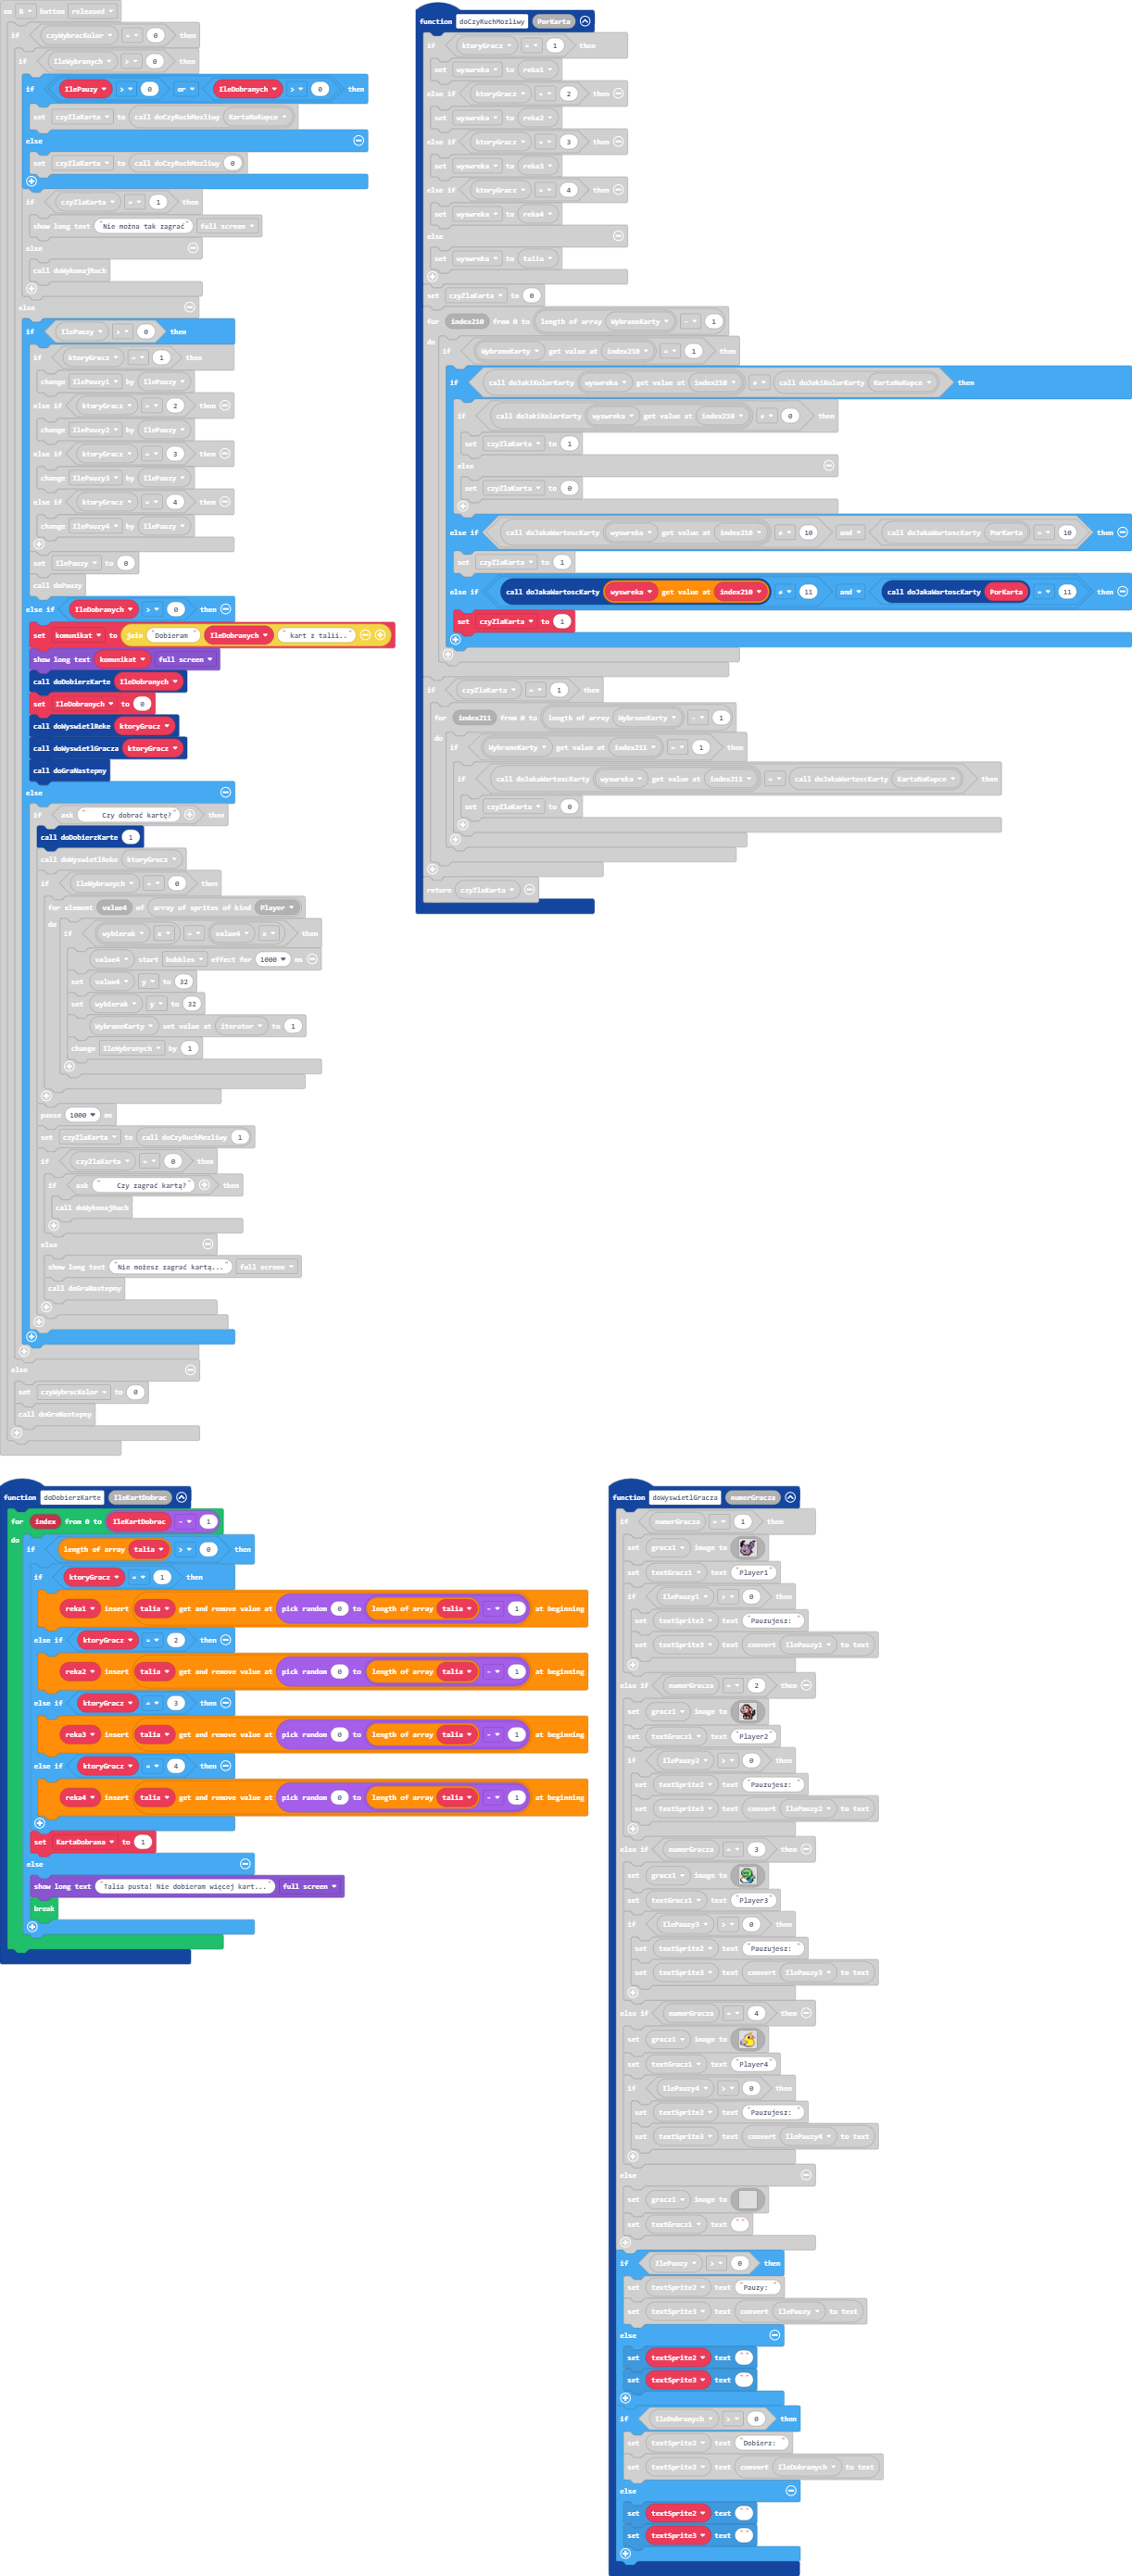 on B button released
if czyWybracKolor = 0 then
if IleWybranych > 0 then
if IlePauzy > 0 or IleDobranych > 0 then
set czyZlaKarta to call doCzyRuchMozliwy KartaNaKupce
else
set czyZlaKarta to call doCzyRuchMozliwy 0
if czyZlaKarta = 1 then
show long text "Nie można tak zagrać" full screen
else
call doWykonajRuch
else
if IlePauzy > 0 then
if ktoryGracz = 1 then
change IlePauzy1 by IlePauzy
else if ktoryGracz = 2 then
change IlePauzy2 by IlePauzy
else if ktoryGracz = 3 then
change IlePauzy3 by IlePauzy
else if ktoryGracz = 4 then
change IlePauzy4 by IlePauzy
set IlePauzy to 0
call doPauzy
else if IleDobranych > 0 then
set komunikat to join "Dobieram " IleDobranych " kart z talii.."
show long text komunikat full screen
call doDobierzKarte IleDobranych
set IleDobranych to 0
call doWyswietlReke ktoryGracz
call doWyswietlGracza ktoryGracz
call doGraNastepny
else
if ask " Czy dobrać kartę?" then
call doDobierzKarte 1
call doWyswietlReke ktoryGracz
if IleWybranych = 0 then
for element value4 of array of sprites of kind Player
do if wybierak x = value4 x then
value4 start bubbles effect for 1000 ms
set value4 y to 32
set wybierak y to 32
WybraneKarty set value at iterator to 1
change IleWybranych by 1
pause 1000 ms
set czyZlaKarta to call doCzyRuchMozliwy 1
if czyZlaKarta = 0 then
if ask " Czy zagrać kartą?" then
call doWykonajRuch
else
show long text "Nie możesz zagrać kartą..." full screen
call doGraNastepny
else
set czyWybracKolor to 0
call doGraNastepny
function doCzyRuchMozliwy PorKarta
if ktoryGracz = 1 then
set wyswreka to reka1
else if ktoryGracz = 2 then
set wyswreka to reka2
else if ktoryGracz = 3 then
set wyswreka to reka3
else if ktoryGracz = 4 then
set wyswreka to reka4
else
set wyswreka to talia
set czyZlaKarta to 0
for index210 from 0 to length of array WybraneKarty - 1
do if WybraneKarty get value at index210 = 1 then
if call doJakiKolorKarty wyswreka get value at index210 ≠ call doJakiKolorKarty KartaNaKupce then
if call doJakiKolorKarty wyswreka get value at index210 ≠ 0 then
set czyZlaKarta to 1
else
set czyZlaKarta to 0
else if call doJakaWartoscKarty wyswreka get value at index210 ≠ 10 and call doJakaWartoscKarty PorKarta = 10 then
set czyZlaKarta to 1
else if call doJakaWartoscKarty wyswreka get value at index210 ≠ 11 and call doJakaWartoscKarty PorKarta = 11 then
set czyZlaKarta to 1
if czyZlaKarta = 1 then
for index211 from 0 to length of array WybraneKarty - 1
do if WybraneKarty get value at index211 = 1 then
if call doJakaWartoscKarty wyswreka get value at index211 = call doJakaWartoscKarty KartaNaKupce then
set czyZlaKarta to 0
return czyZlaKarta
function doDobierzKarte IleKartDobrac
for index from 0 to IleKartDobrac - 1
do if length of array talia > 0 then
if ktoryGracz = 1 then
reka1 insert talia get and remove value at pick random 0 to length of array talia - 1 at beginning
else if ktoryGracz = 2 then
reka2 insert talia get and remove value at pick random 0 to length of array talia - 1 at beginning
else if ktoryGracz = 3 then
reka3 insert talia get and remove value at pick random 0 to length of array talia - 1 at beginning
else if ktoryGracz = 4 then
reka4 insert talia get and remove value at pick random 0 to length of array talia - 1 at beginning
set KartaDobrana to 1
else
show long text "Talia pusta! Nie dobieram więcej kart..." full screen
break
function doWyswietlGracza numerGracza
if numerGracza = 1 then
set gracz1 image to
set textGracz1 text "Player1"
if IlePauzy1 > 0 then
set textSprite2 text "Pauzujesz: "
set textSprite3 text convert IlePauzy1 to text
else if numerGracza = 2 then
set gracz1 image to
set textGracz1 text "Player2"
if IlePauzy2 > 0 then
set textSprite2 text "Pauzujesz: "
set textSprite3 text convert IlePauzy2 to text
else if numerGracza = 3 then
set gracz1 image to
set textGracz1 text "Player3"
if IlePauzy3 > 0 then
set textSprite2 text "Pauzujesz: "
set textSprite3 text convert IlePauzy3 to text
else if numerGracza = 4 then
set gracz1 image to
set textGracz1 text "Player4"
if IlePauzy4 > 0 then
set textSprite2 text "Pauzujesz: "
set textSprite3 text convert IlePauzy4 to text
else
set gracz1 image to
set textGracz1 text ""
if IlePauzy > 0 then
set textSprite2 text "Pauzy: "
set textSprite3 text convert IlePauzy to text
else
set textSprite2 text ""
set textSprite3 text ""
if IleDobranych > 0 then
set textSprite2 text "Dobierz: "
set textSprite3 text convert IleDobranych to text
else
set textSprite2 text ""
set textSprite3 text ""